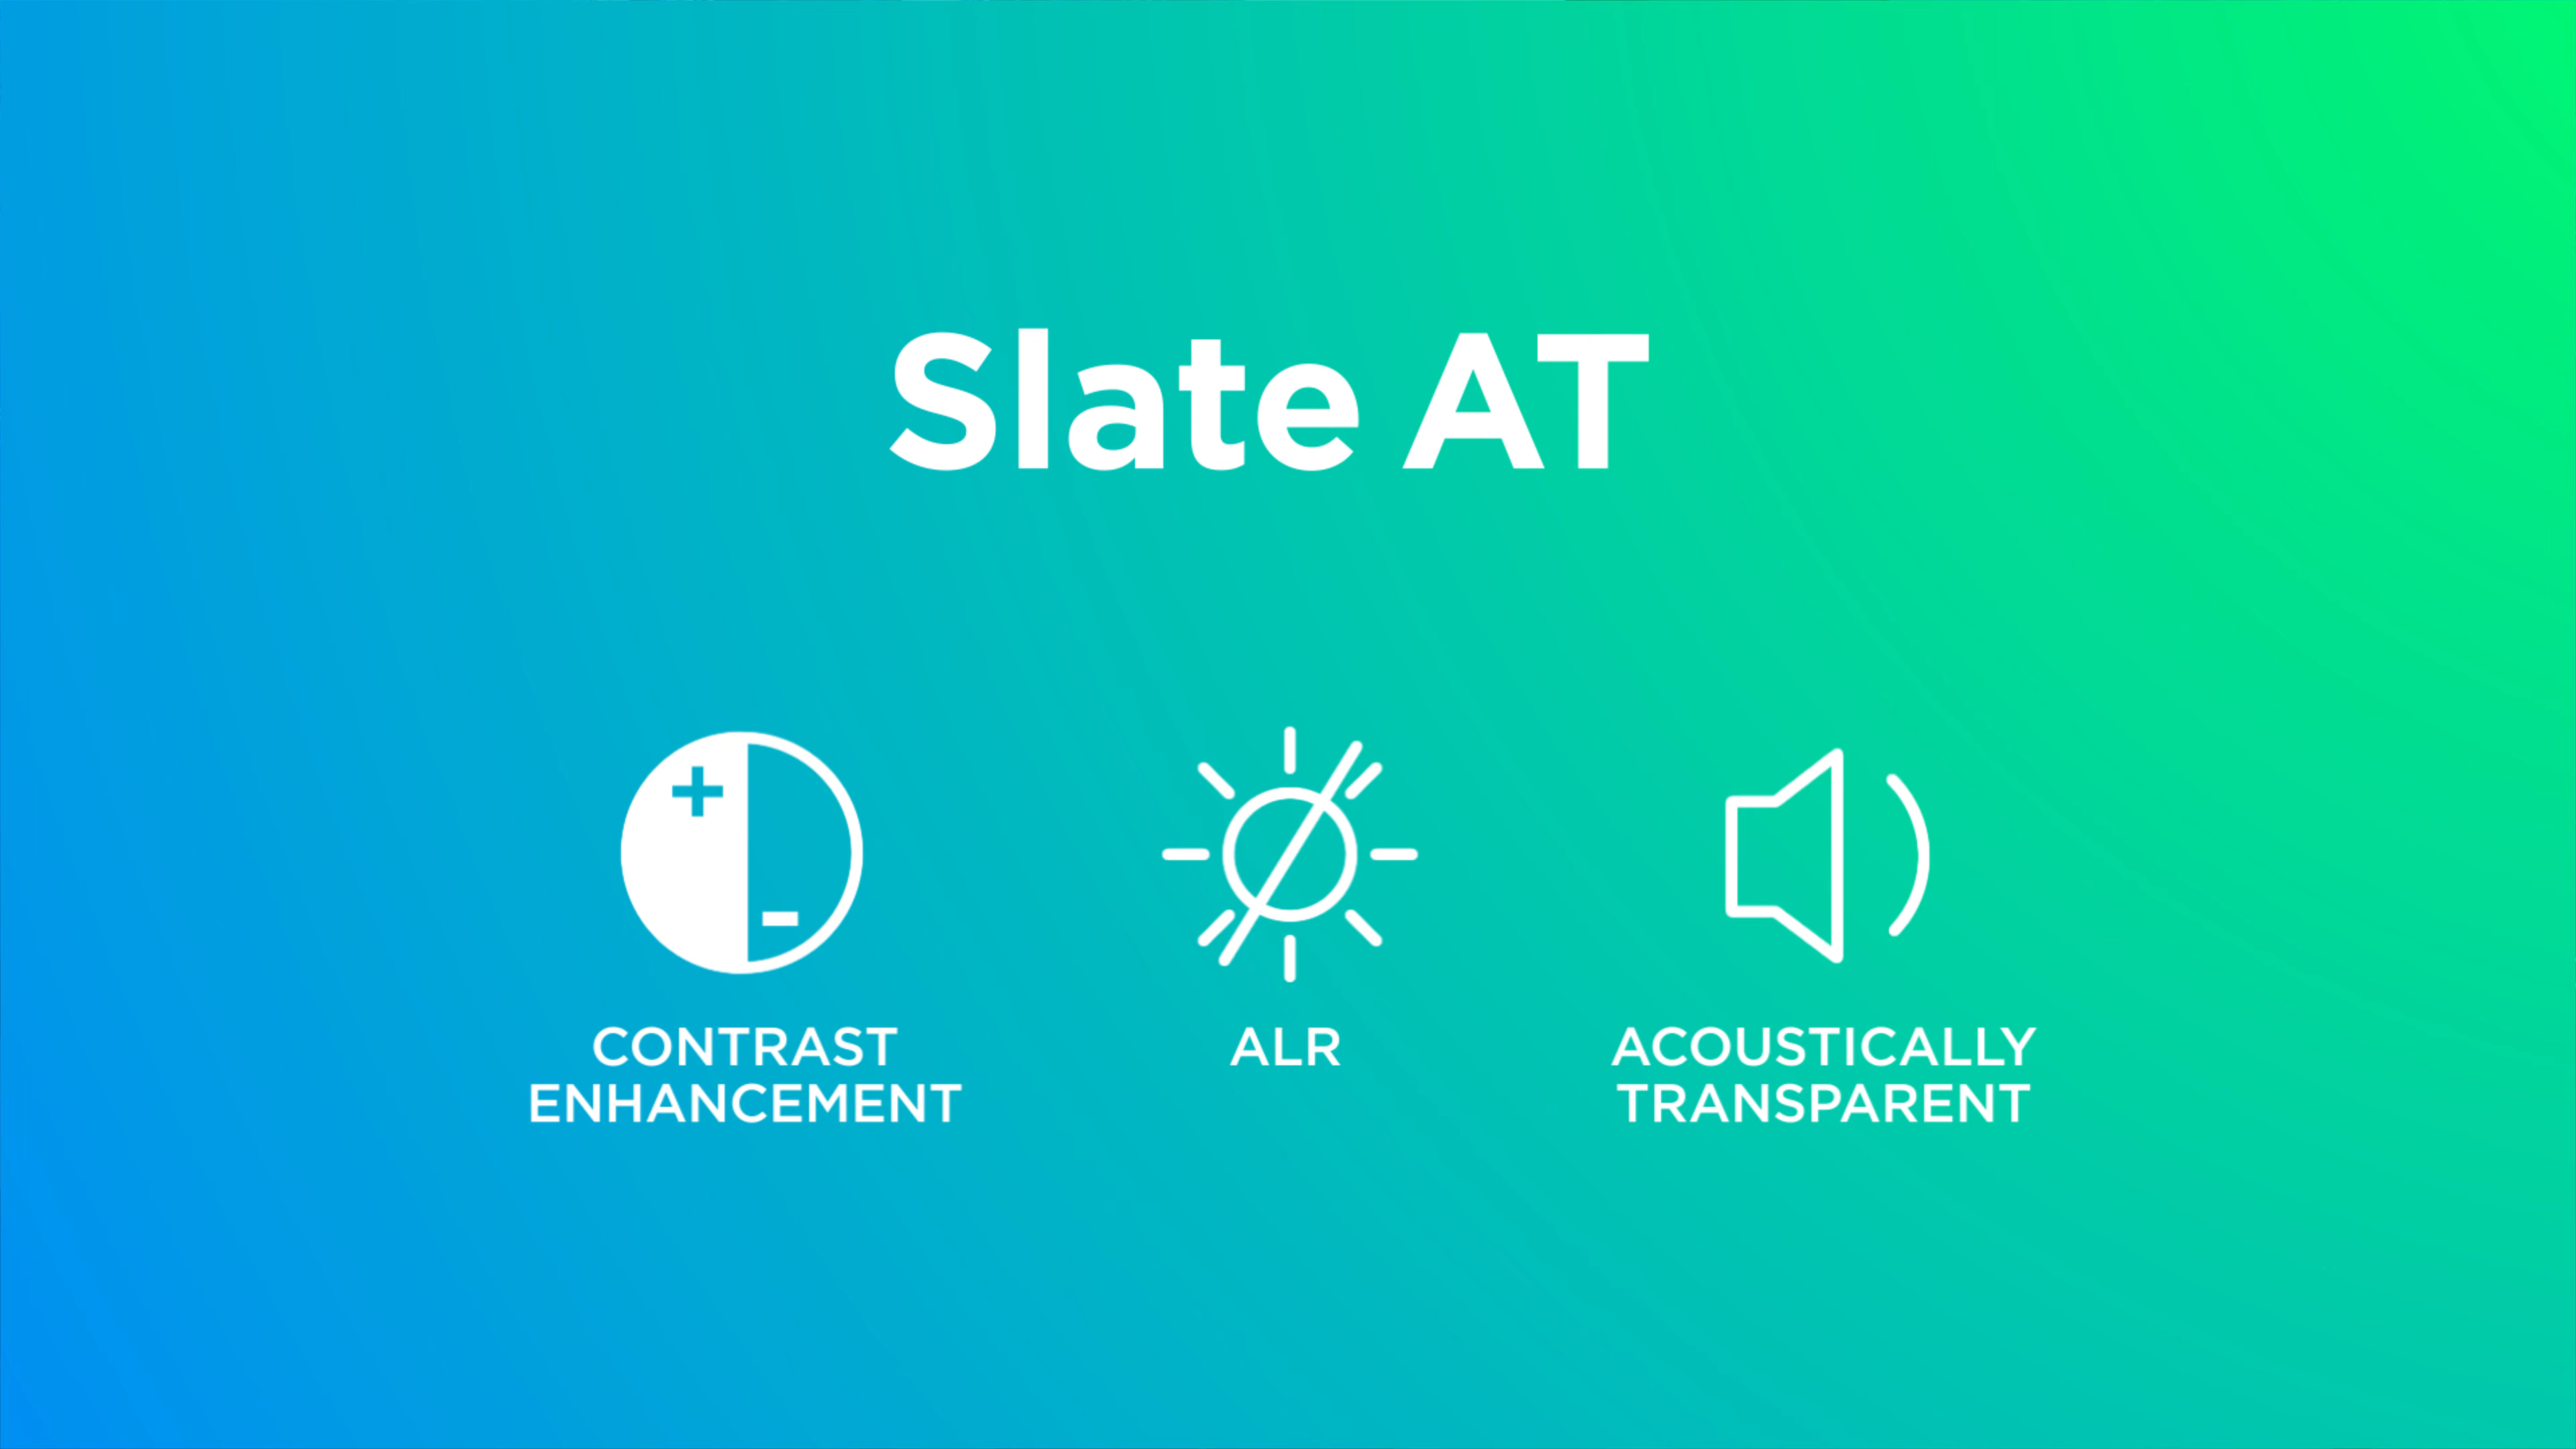 Slate AT
CONTRAST
ENHANCEMENT
ALR
ACOUSTICALLY
TRANSPARENT